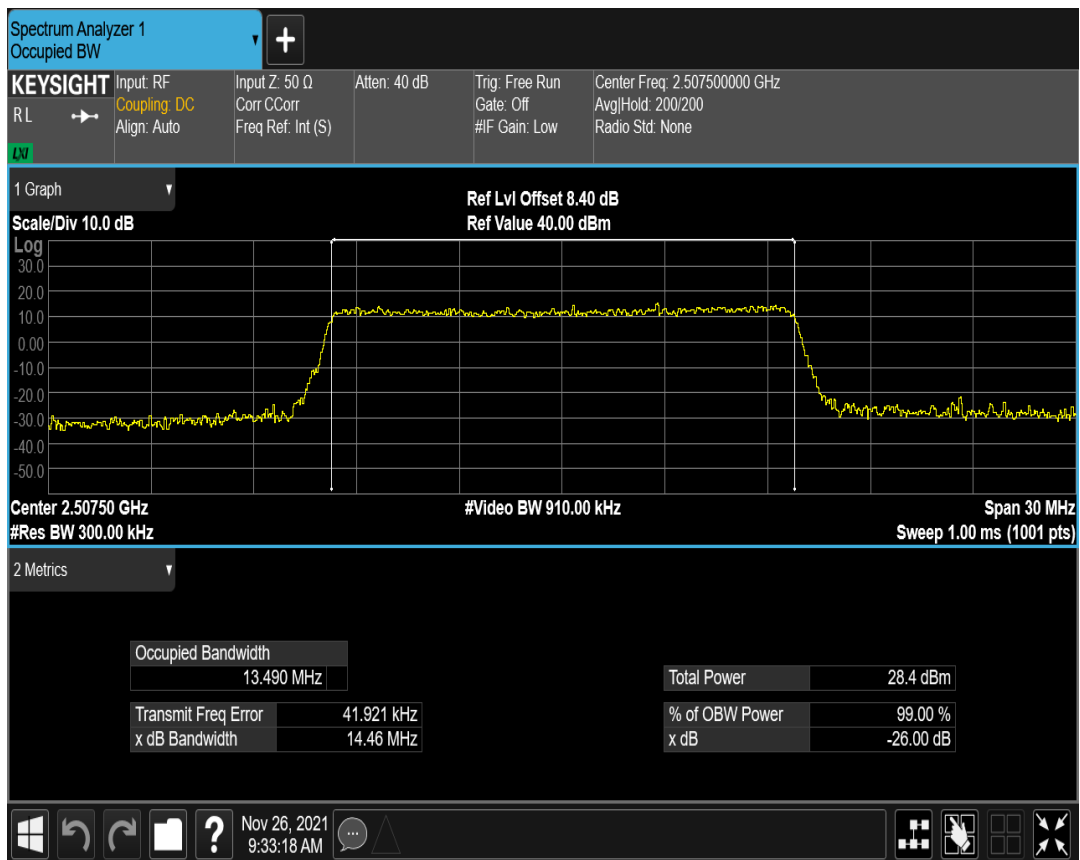 Spectrum Analyzer 1
Occupied BW
+
KEYSIGHT
R L
LXI
Input: RF
Coupling: DC
Align: Auto
Input Z: 50 Ω
Corr CCorr
Freq Ref: Int (S)
Atten: 40 dB
Trig: Free Run
Gate: Off
#IF Gain: Low
Center Freq: 2.507500000 GHz
Avg|Hold: 200/200
Radio Std: None
1 Graph
Ref Lvl Offset 8.40 dB
Scale/Div 10.0 dB
Ref Value 40.00 dBm
Log
30.0
20.0
10.0
0.00
-10.0
-20.0
-30.0
-40.0
-50.0
Center 2.50750 GHz
#Video BW 910.00 kHz
Span 30 MHz
#Res BW 300.00 kHz
Sweep 1.00 ms (1001 pts)
2 Metrics
Occupied Bandwidth
13.490 MHz
Total Power 28.4 dBm
Transmit Freq Error 41.921 kHz
% of OBW Power 99.00 %
x dB Bandwidth 14.46 MHz
x dB -26.00 dB
?
Nov 26, 2021
9:33:18 AM